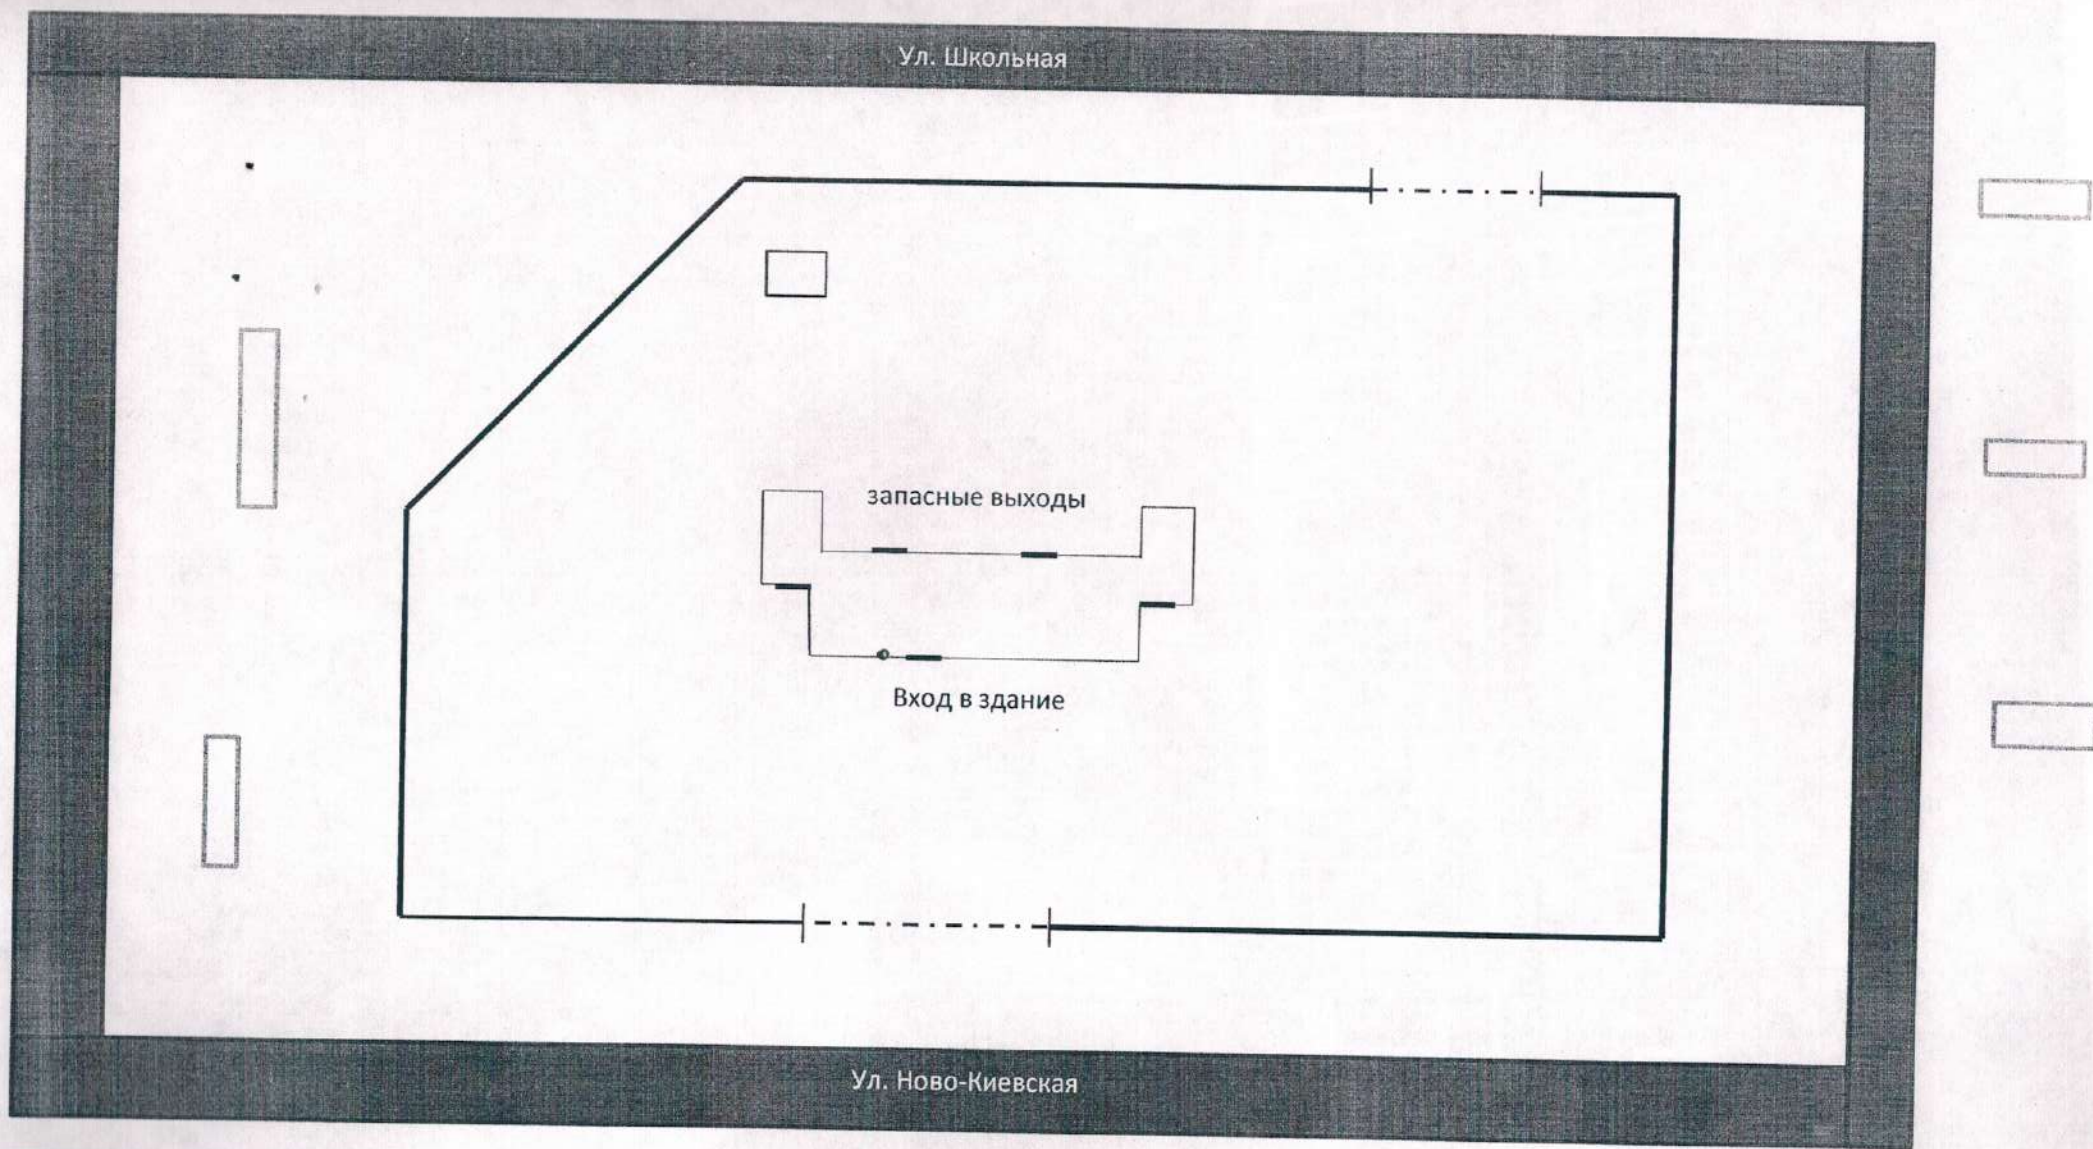 Ул. Школьная
запасные выходы
Вход в здание
Ул. Ново-Киевская